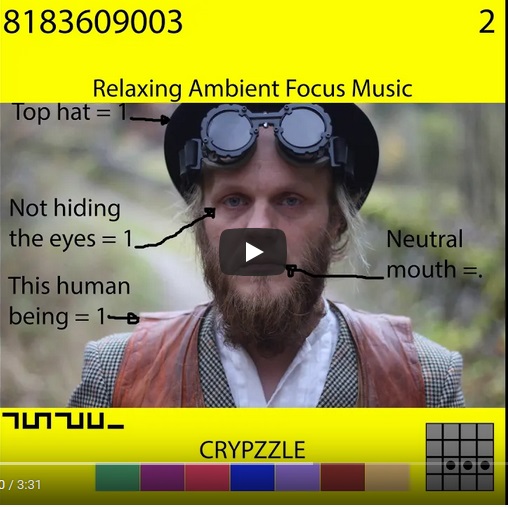 8183609003 2
Relaxing Ambient Focus Music
Top hat = 1
Not hiding
the eyes = 1
Neutral
mouth =.
This human
being = 1
CRYPZZLE
0 / 3:31